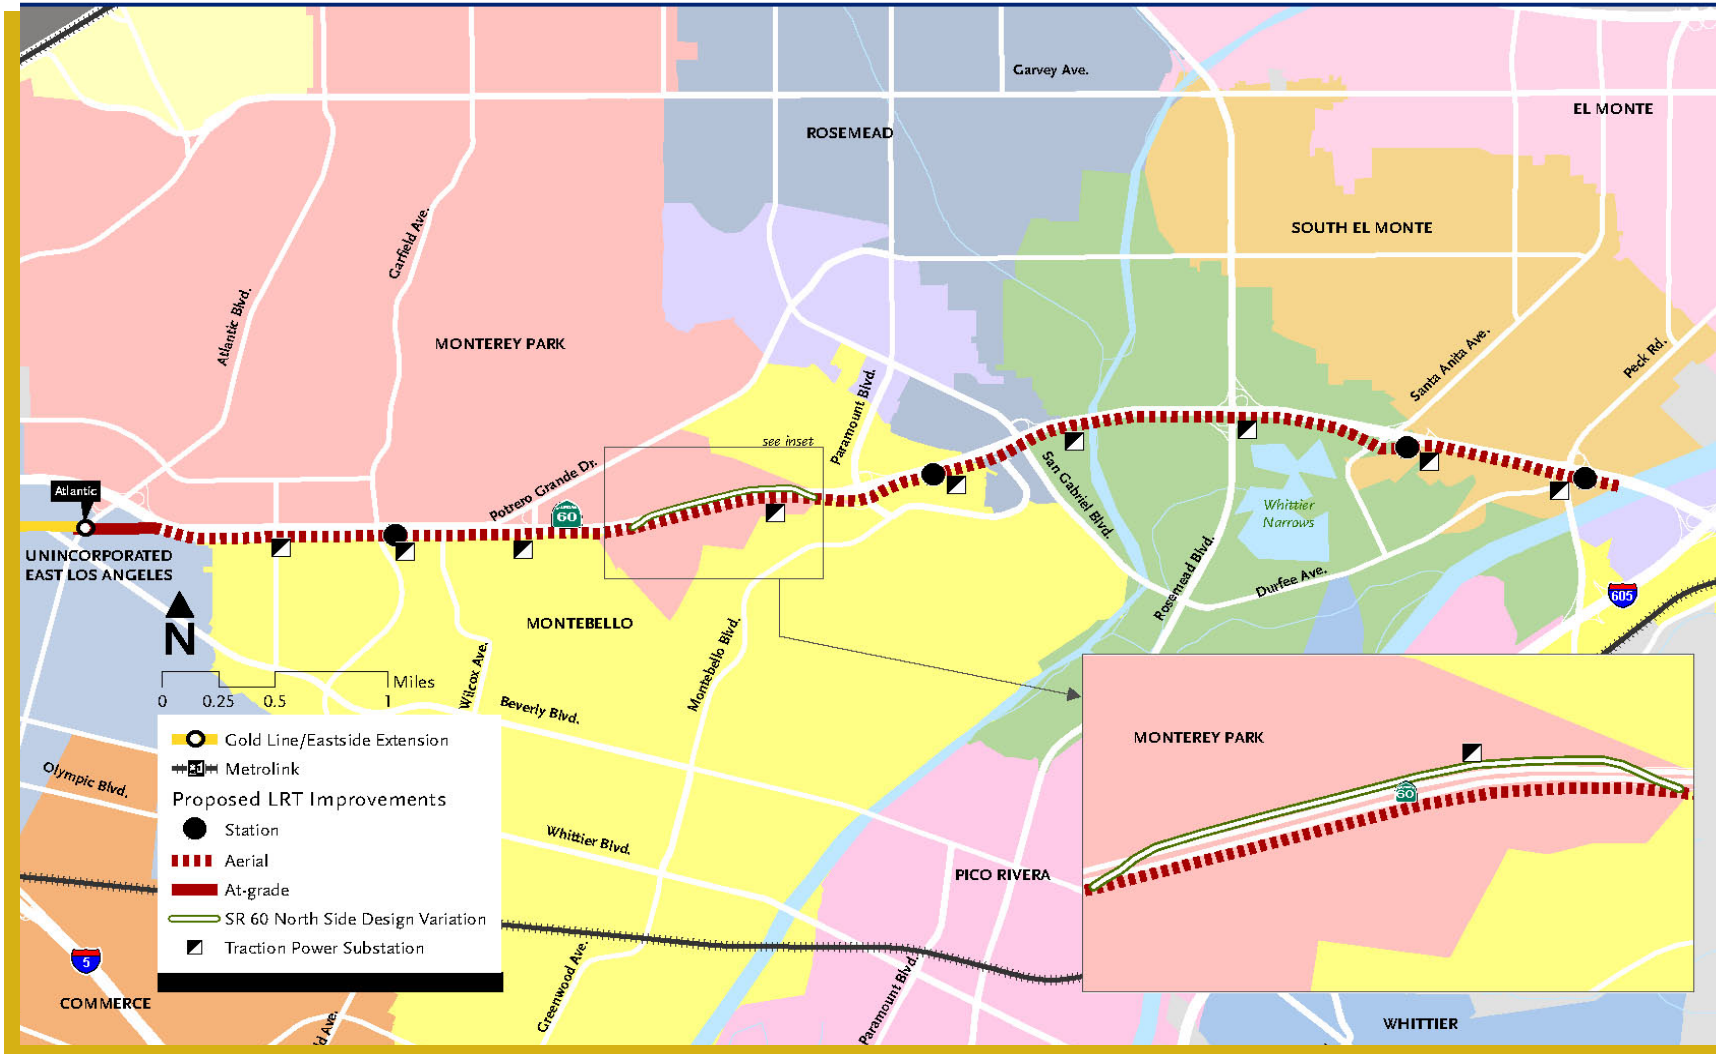 Garvey Ave.
EL MONTE
ROSEMEAD
SOUTH EL MONTE
Garfield Ave.
Atlantic Blvd.
MONTEREY PARK
Santa Anita Ave.
Peck Rd.
Paramount Blvd.
see inset
Potrero Grande Dr.
San Gabriel Blvd.
Atlantic
60
Whittier
Narrows
UNINCORPORATED
EAST LOS ANGELES
Rosemead Blvd.
Durfee Ave.
605
N
MONTEBELLO
Montebello Blvd.
Wilcox Ave.
Miles
0 0.25 0.5 1
Beverly Blvd.
Gold Line/Eastside Extension
Metrolink
Proposed LRT Improvements
Station
Aerial
At-grade
SR 60 North Side Design Variation
Traction Power Substation
Olympic Blvd.
Whittier Blvd.
MONTEREY PARK
60
PICO RIVERA
5
COMMERCE
Greenwood Ave.
Paramount Blvd.
WHITTIER
ld Ave.